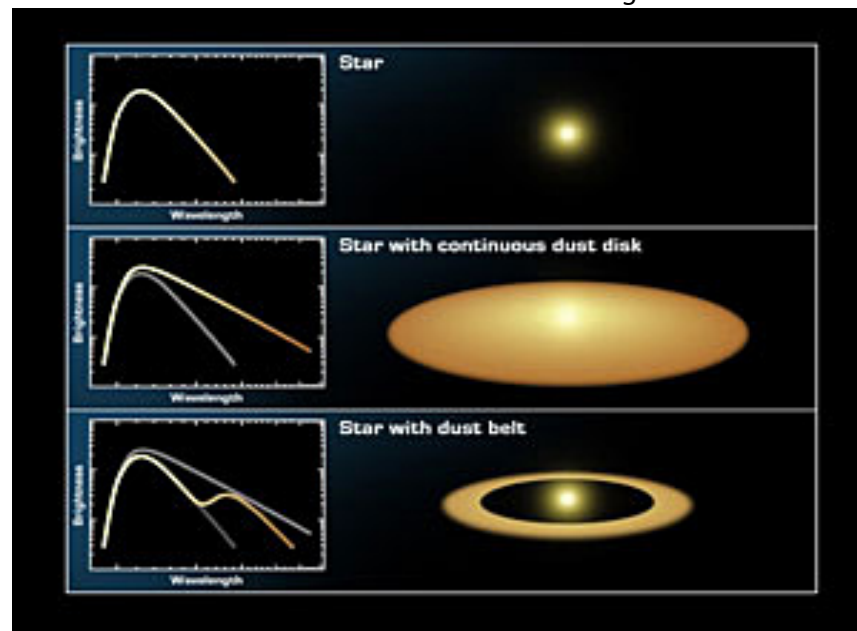 Star
Brightness
Wavelength
Star with continuous dust disk
Brightness
Wavelength
Star with dust belt
Brightness
Wavelength